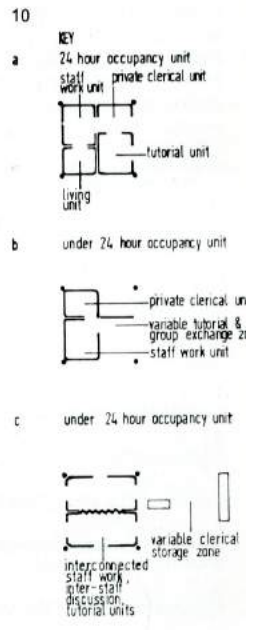 10
KEY
a 24 hour occupancy unit
staff work unit
private clerical unit
tutorial unit
living unit
b under 24 hour occupancy unit
private clerical un
variable tutorial &
group exchange z
staff work unit
c under 24 hour occupancy unit
variable clerical
storage zone
interconnected
staff work,
inter-staff
discussion,
tutorial units